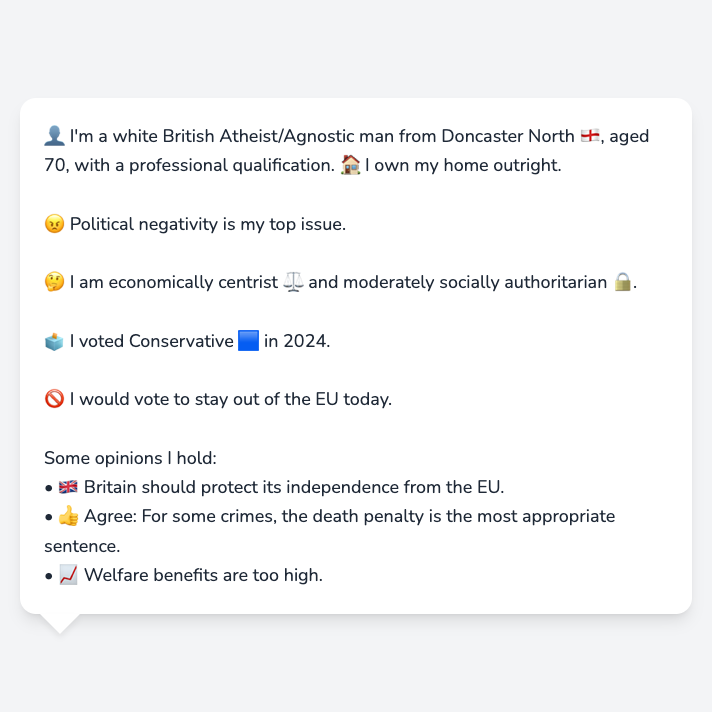 👤 I'm a white British Atheist/Agnostic man from Doncaster North 🏴󠁧󠁢󠁥󠁮󠁧󠁿, aged
70, with a professional qualification. 🏠 I own my home outright.
😠 Political negativity is my top issue.
🤔 I am economically centrist ⚖️ and moderately socially authoritarian 🔒.
🗳️ I voted Conservative 🟦 in 2024.
🚫 I would vote to stay out of the EU today.
Some opinions I hold:
• 🇬🇧 Britain should protect its independence from the EU.
• 👍 Agree: For some crimes, the death penalty is the most appropriate
sentence.
• 📈 Welfare benefits are too high.